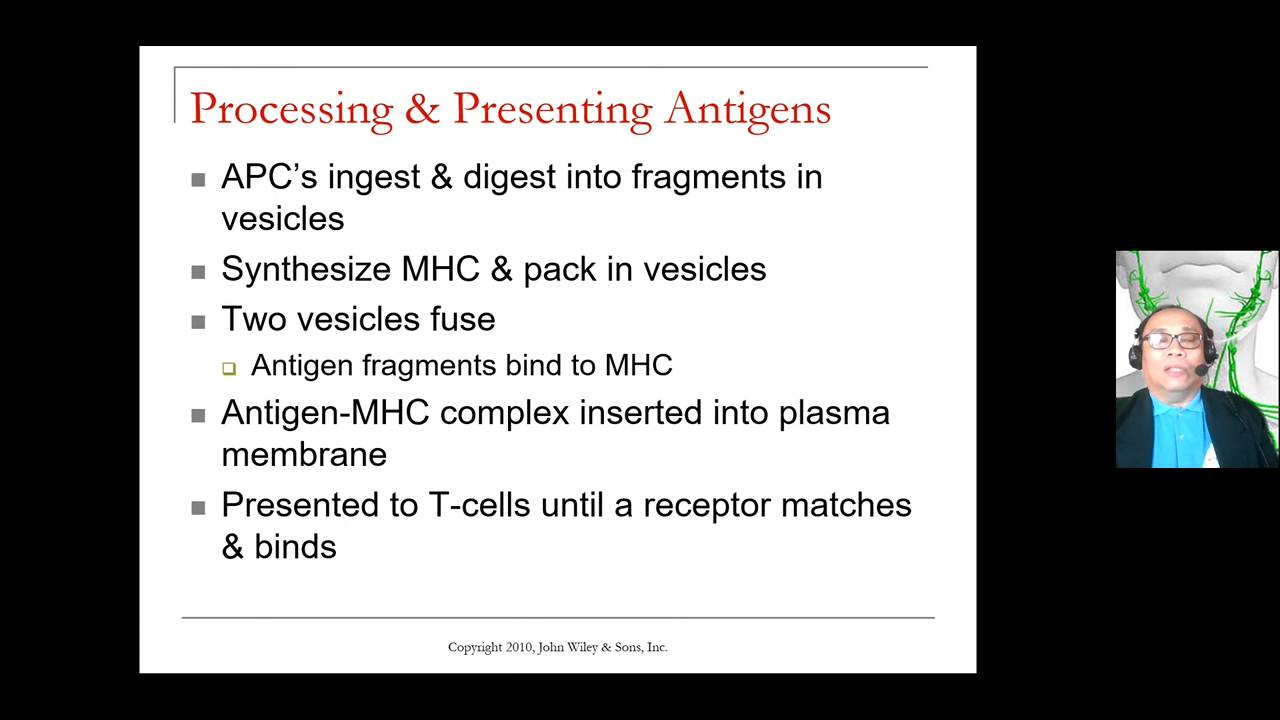 Processing & Presenting Antigens
APC’s ingest & digest into fragments in
vesicles
Synthesize MHC & pack in vesicles
Two vesicles fuse
Antigen fragments bind to MHC
Antigen-MHC complex inserted into plasma
membrane
Presented to T-cells until a receptor matches
& binds
Copyright 2010, John Wiley & Sons, Inc.